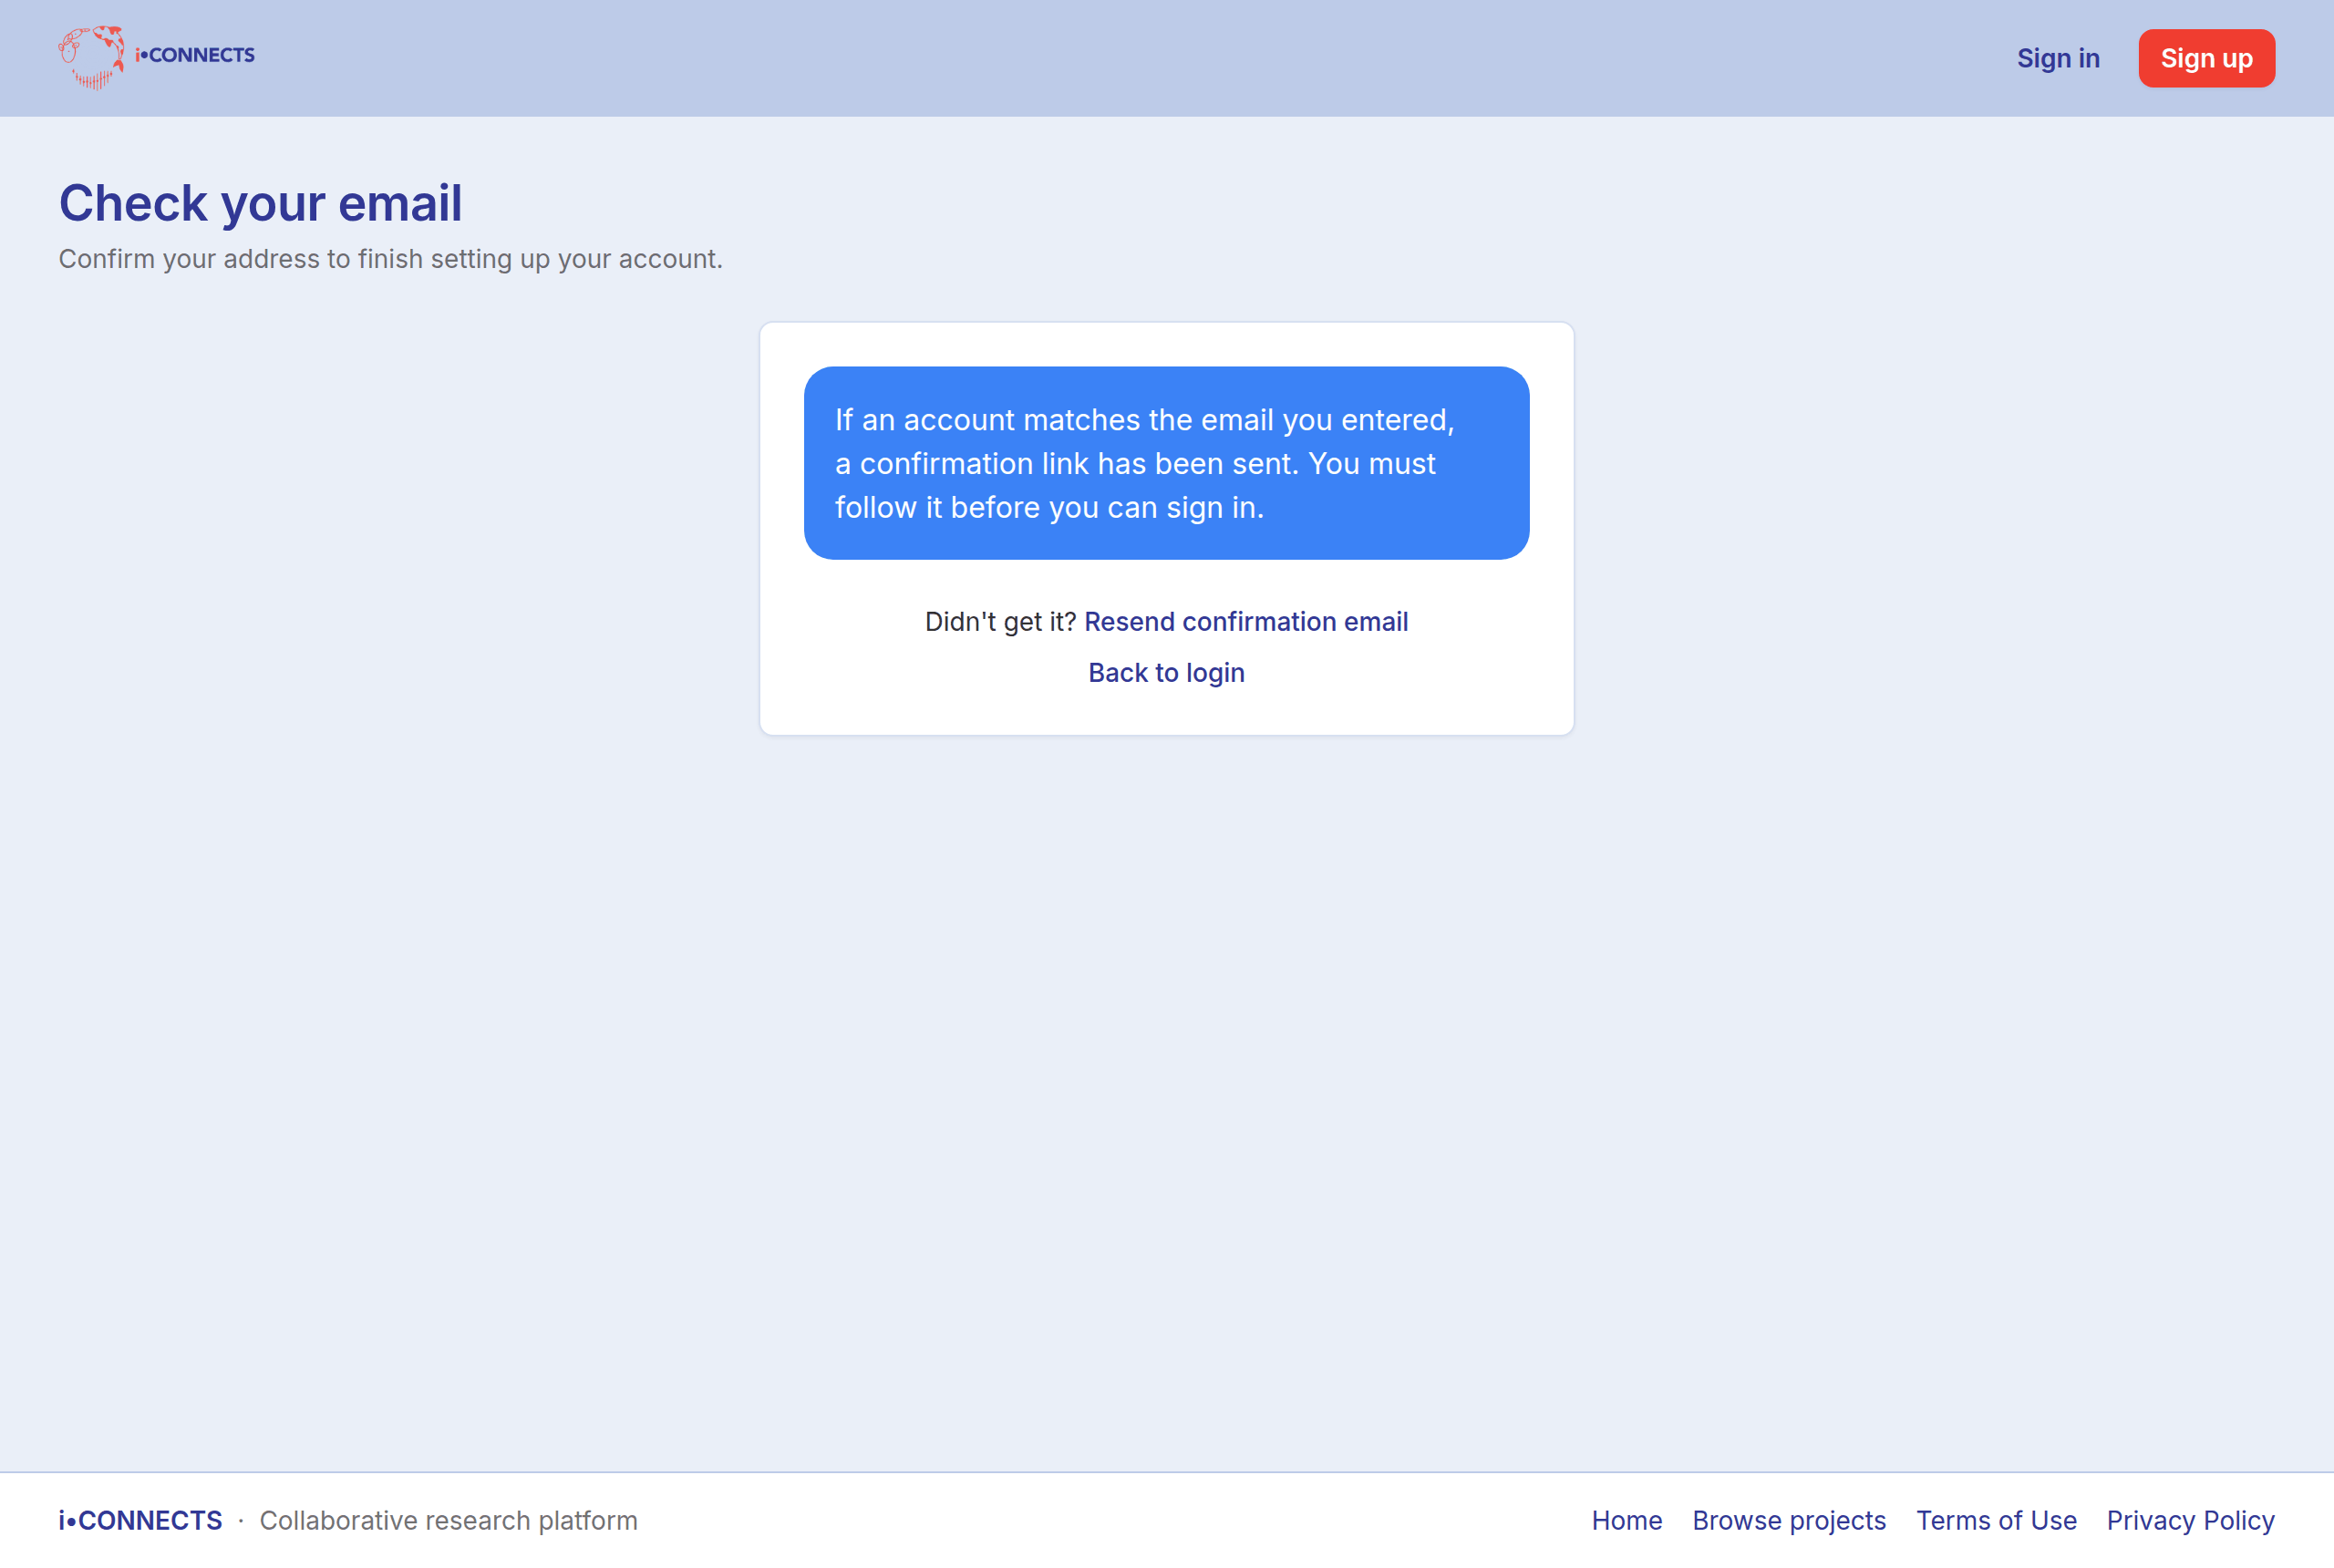 i•CONNECTS
Sign in
Sign up
Check your email
Confirm your address to finish setting up your account.
If an account matches the email you entered,
a confirmation link has been sent. You must
follow it before you can sign in.
Didn't get it? Resend confirmation email
Back to login
i•CONNECTS · Collaborative research platform
Home
Browse projects
Terms of Use
Privacy Policy